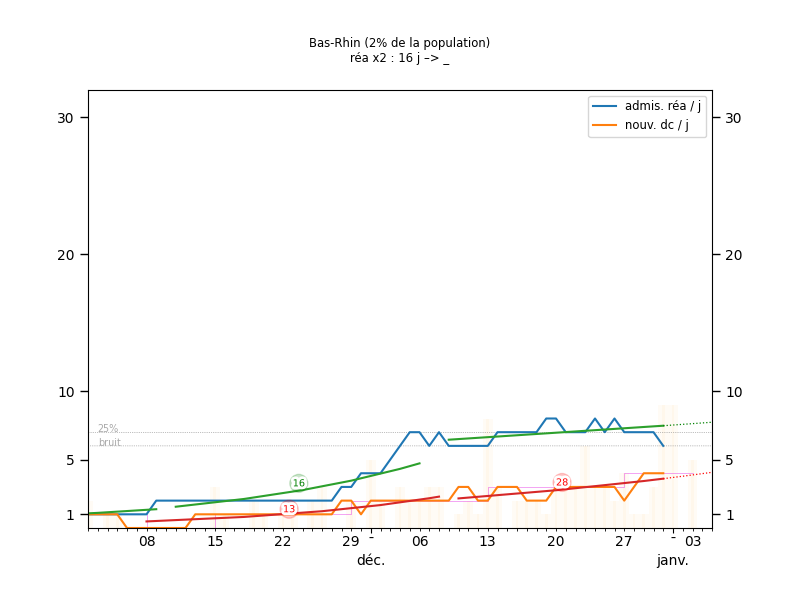 Bas-Rhin (2% de la population)
réa x2 : 16 j –> _
admis. réa / j
nouv. dc / j
30
30
20
20
10
10
25%
bruit
5
5
16
28
13
1
1
08 15 22 29 - 06 13 20 27 - 03
déc. janv.